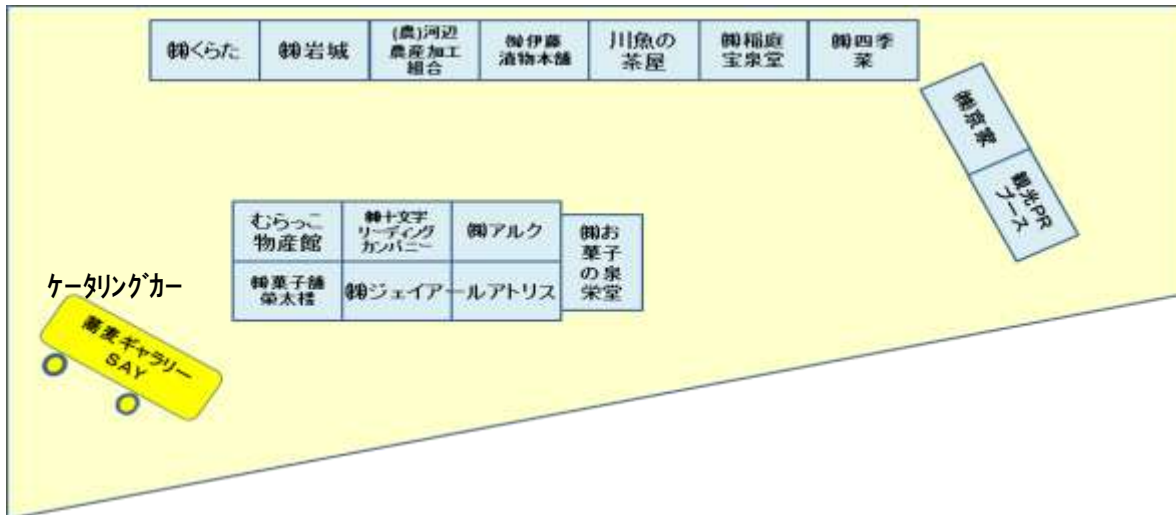 ㈱くらた
㈱岩城
(農)河辺
農産加工
組合
㈱伊藤
漬物本舗
川魚の
茶屋
㈱稲庭
宝泉堂
㈱四季
菜
㈱京家
観光PR
ブース
むらっこ
物産館
㈱十文字
リーディング
カンパニー
㈱アルク
㈱お
菓子
の泉
栄堂
㈱菓子舗
榮太楼
㈱ジェイアールアトリス
ケータリングカー
蕎麦ギャラリー
SAY